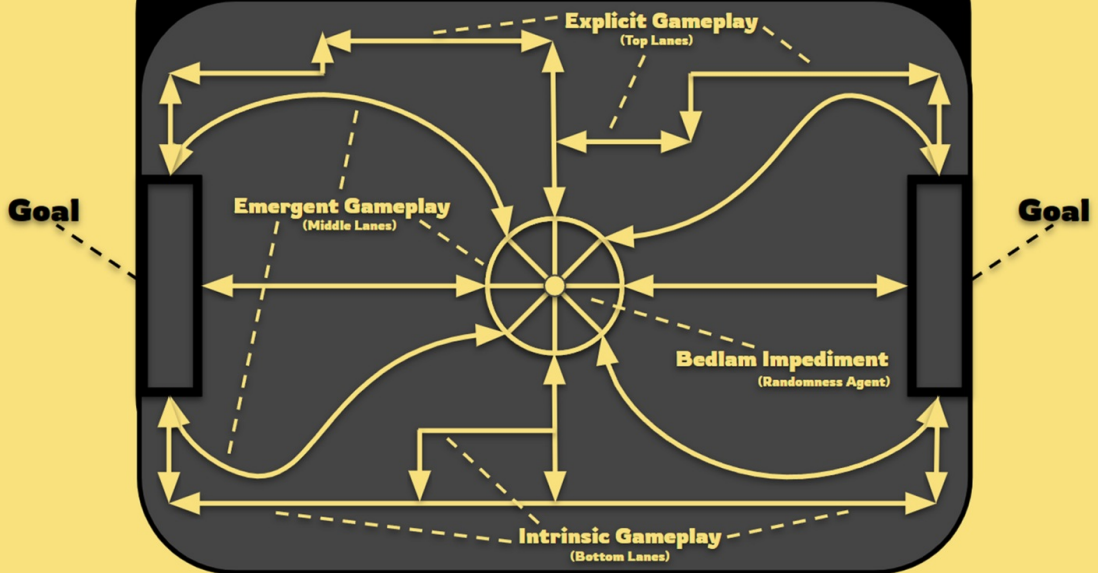 Explicit Gameplay
(Top Lanes)
Goal
Emergent Gameplay
(Middle Lanes)
Goal
Bedlam Impediment
(Randomness Agent)
Intrinsic Gameplay
(Bottom Lanes)